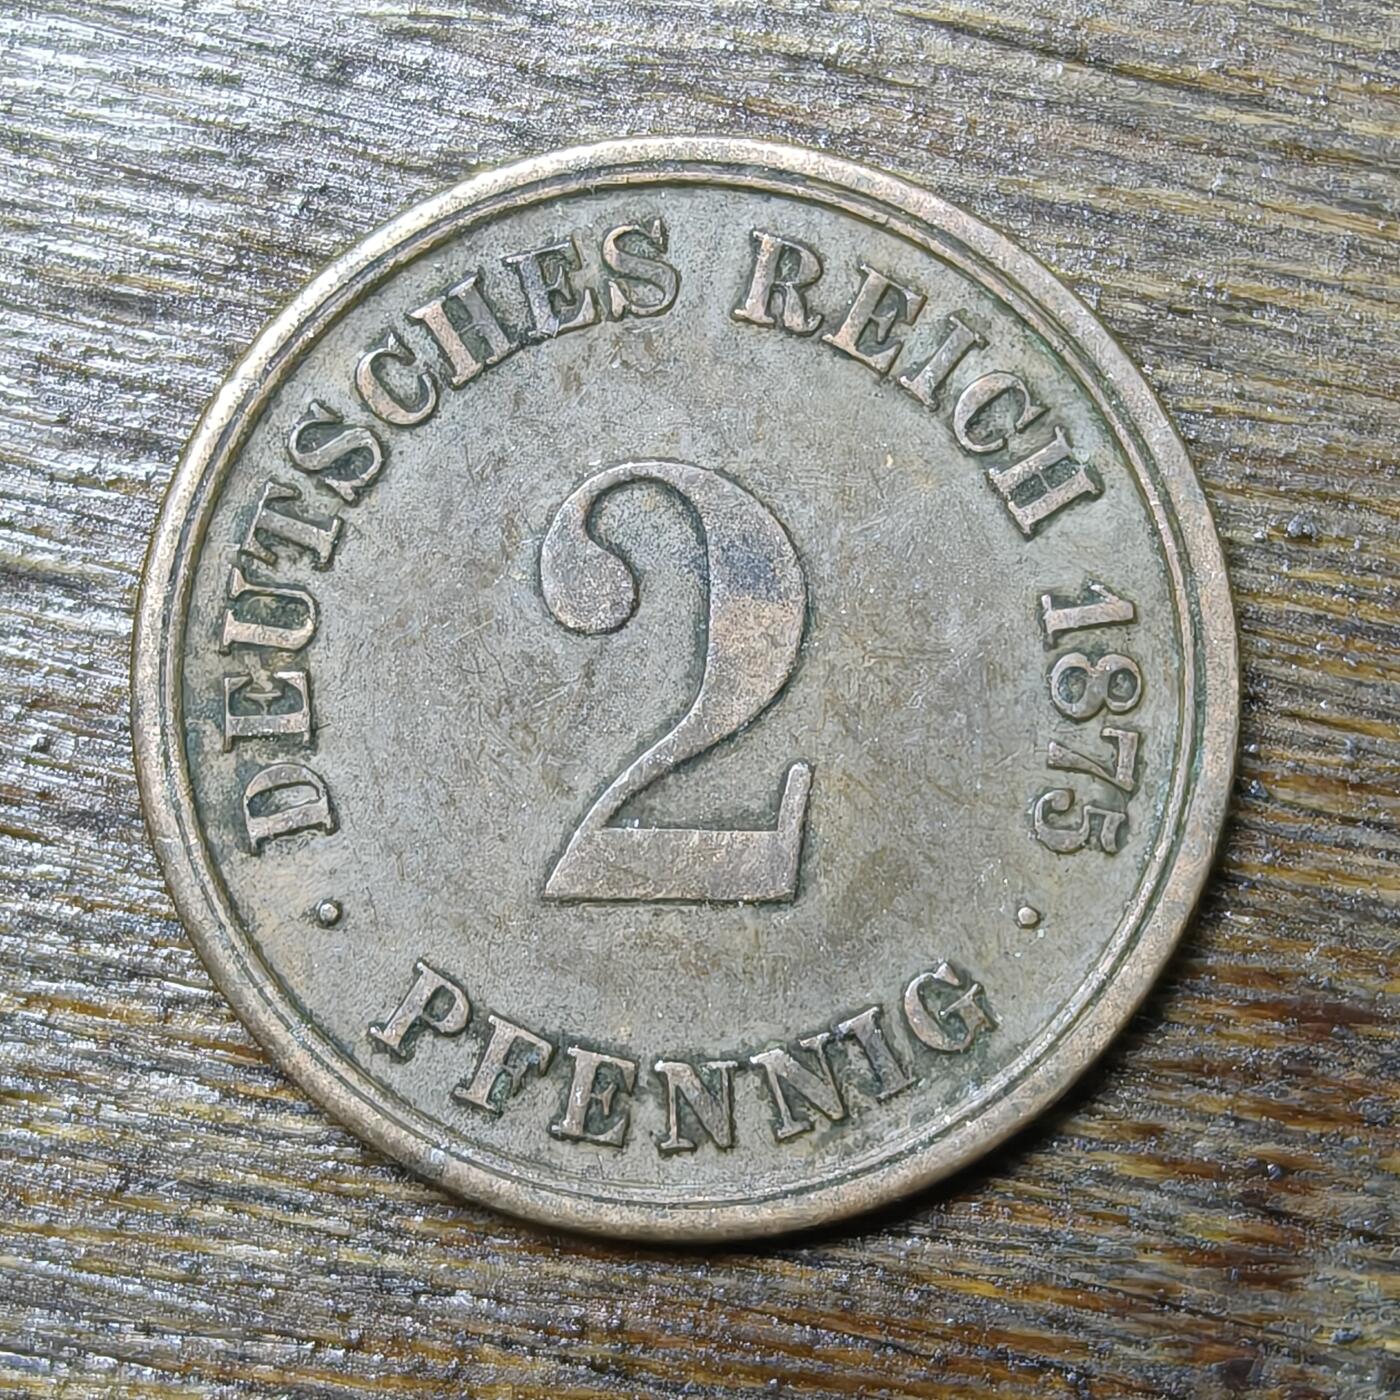 DEUTSCHES REICH 1875
2
· PFENNIG ·